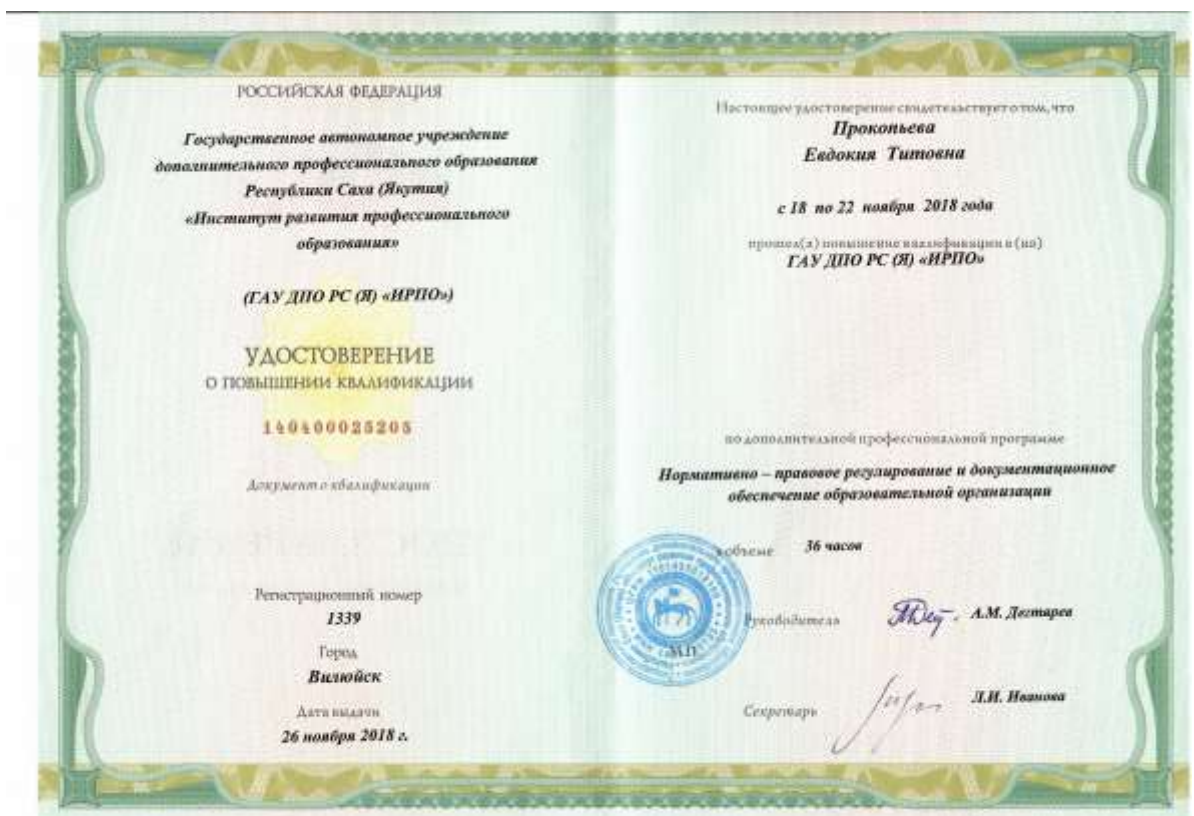 РОССИЙСКАЯ ФЕДЕРАЦИЯ
Государственное автономное учреждение
дополнительного профессионального образования
Республики Саха (Якутия)
«Институт развития профессионального
образования»
(ГАУ ДПО РС (Я) «ИРПО»)
УДОСТОВЕРЕНИЕ
О ПОВЫШЕНИИ КВАЛИФИКАЦИИ
140400025205
Документ о квалификации
Регистрационный номер
1339
Город
Вилюйск
Дата выдачи
26 ноября 2018 г.
Настоящее удостоверение свидетельствует о том, что
Прокопьева
Евдокия Титовна
с 18 по 22 ноября 2018 года
прошел(а) повышение квалификации в (на)
ГАУ ДПО РС (Я) «ИРПО»
по дополнительной профессиональной программе
Нормативно – правовое регулирование и документационное
обеспечение образовательной организации
в объеме 36 часов
Руководитель А.М. Дегтярев
М.П.
Секретарь Л.И. Иванова